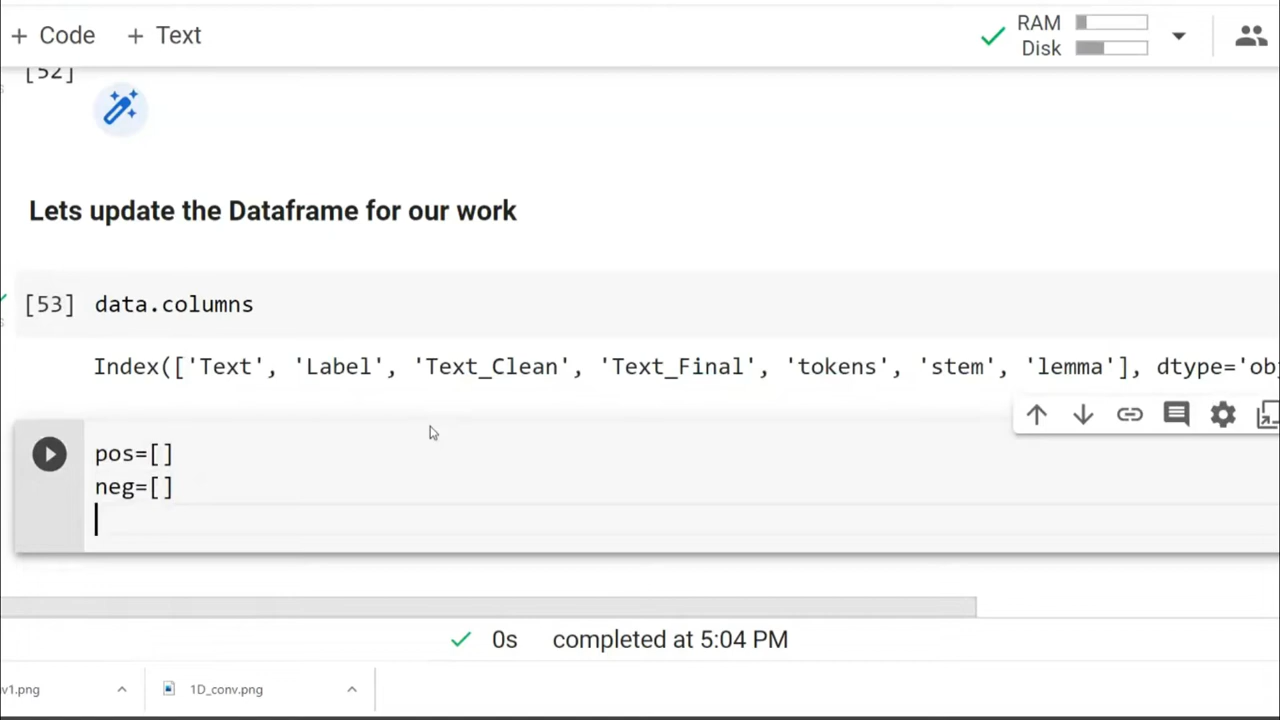 + Code + Text
RAM
Disk
[52]
Lets update the Dataframe for our work
[53] data.columns
Index(['Text', 'Label', 'Text_Clean', 'Text_Final', 'tokens', 'stem', 'lemma'], dtype='ob
pos=[]
neg=[]
0s completed at 5:04 PM
v1.png
1D_conv.png